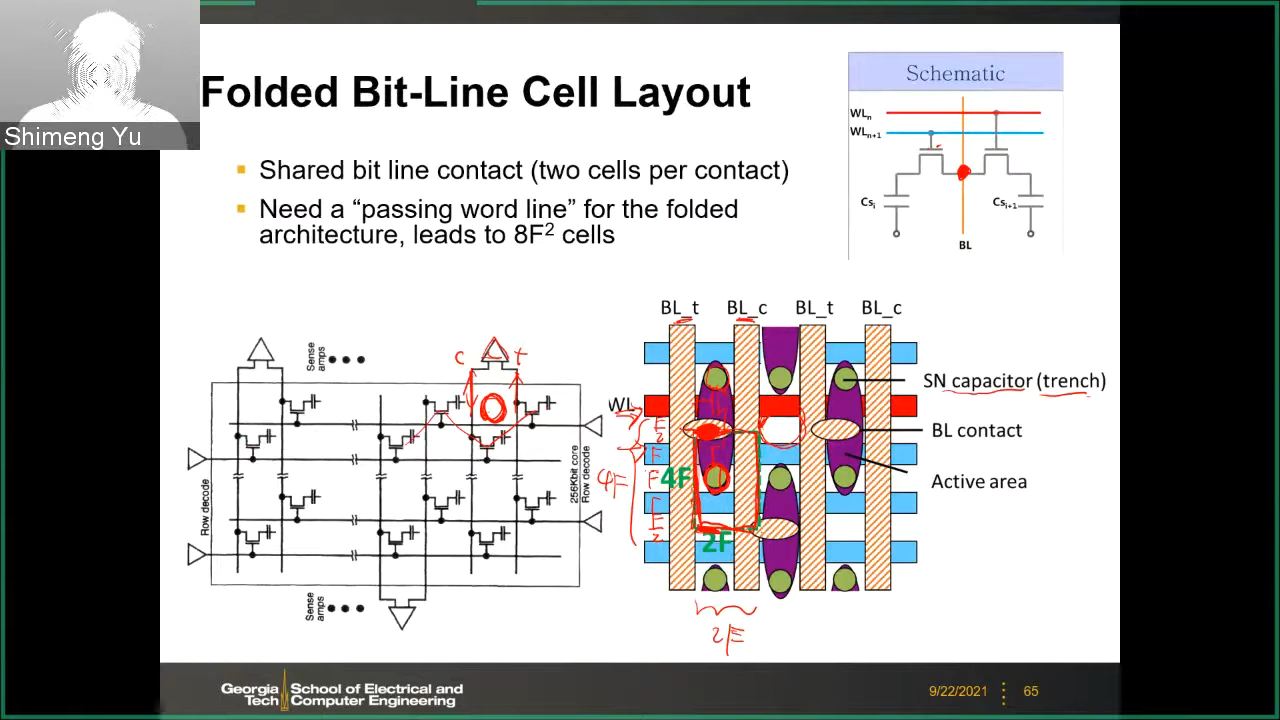 Shimeng Yu
Folded Bit-Line Cell Layout
Shared bit line contact (two cells per contact)
Need a “passing word line” for the folded
architecture, leads to 8F² cells
Schematic
WLn
WLn+1
Csi
Csi+1
BL
Sense
amps
C
t
256Kbit core
Row decode
Row decode
Sense
amps
BL_t
BL_c
BL_t
BL_c
WL
SN capacitor (trench)
BL contact
Active area
F
2
F
F
F
F
2
4F
4F
2F
2F
Georgia
Tech
School of Electrical and
Computer Engineering
9/22/2021
65